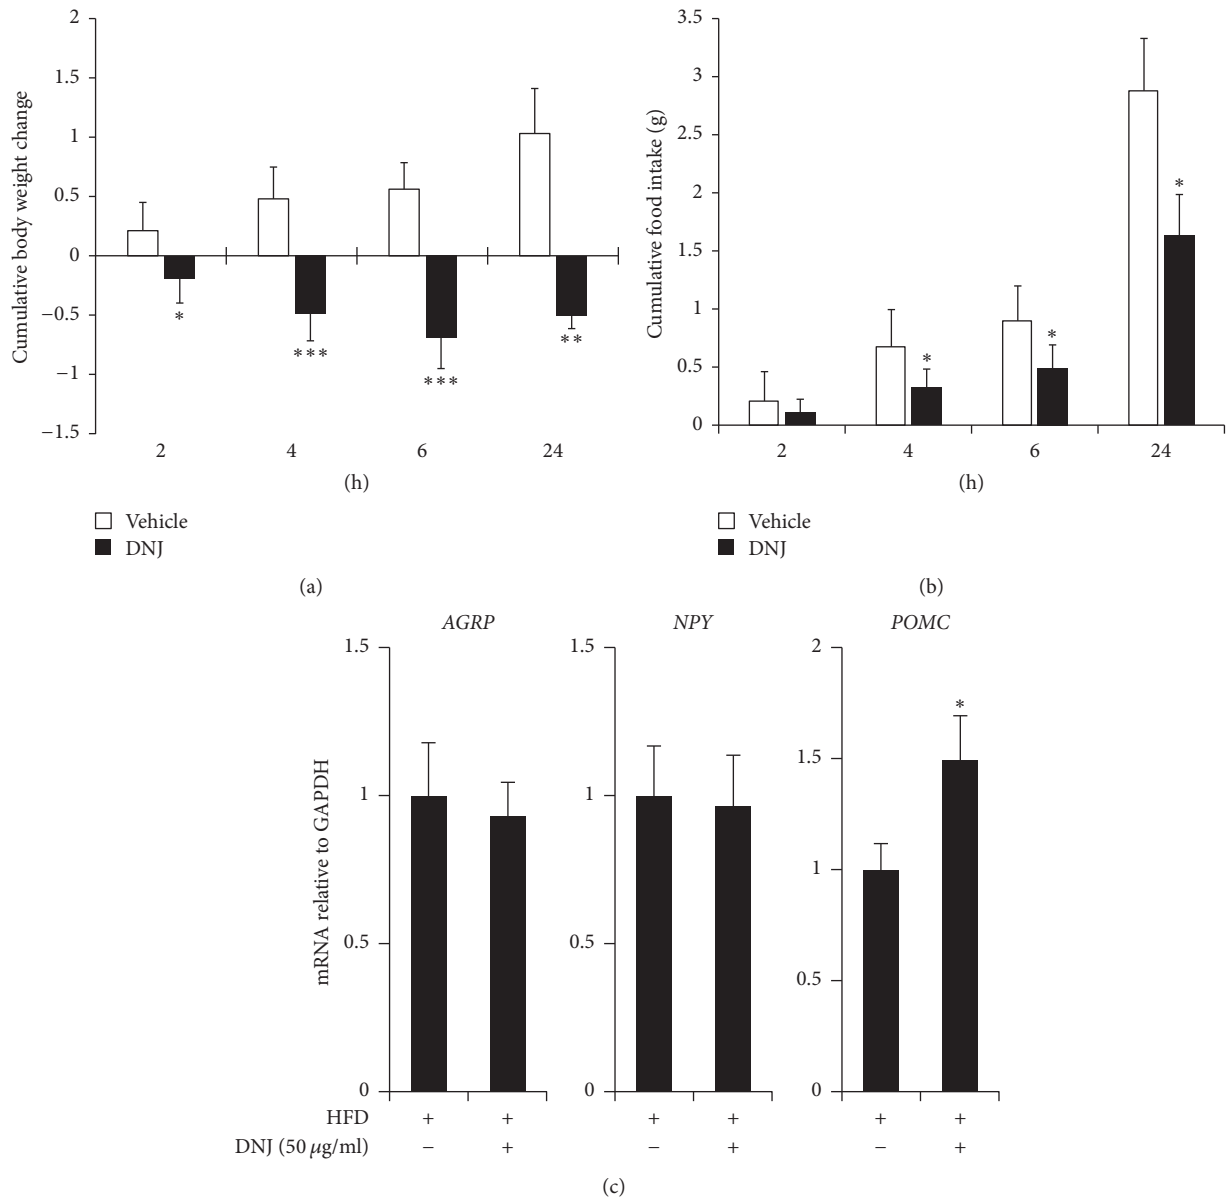 Cumulative body weight change
2
1.5
1
0.5
0
−0.5
−1
−1.5
*
***
***
**
2 4 6 24
(h)
Vehicle
DNJ
(a)
Cumulative food intake (g)
3.5
3
2.5
2
1.5
1
0.5
0
*
*
*
2 4 6 24
(h)
Vehicle
DNJ
(b)
mRNA relative to GAPDH
AGRP
1.5
1
0.5
0
NPY
1.5
1
0.5
0
POMC
2
1.5
1
0.5
0
*
HFD + + + + + +
DNJ (50 μg/ml) − + − + − +
(c)